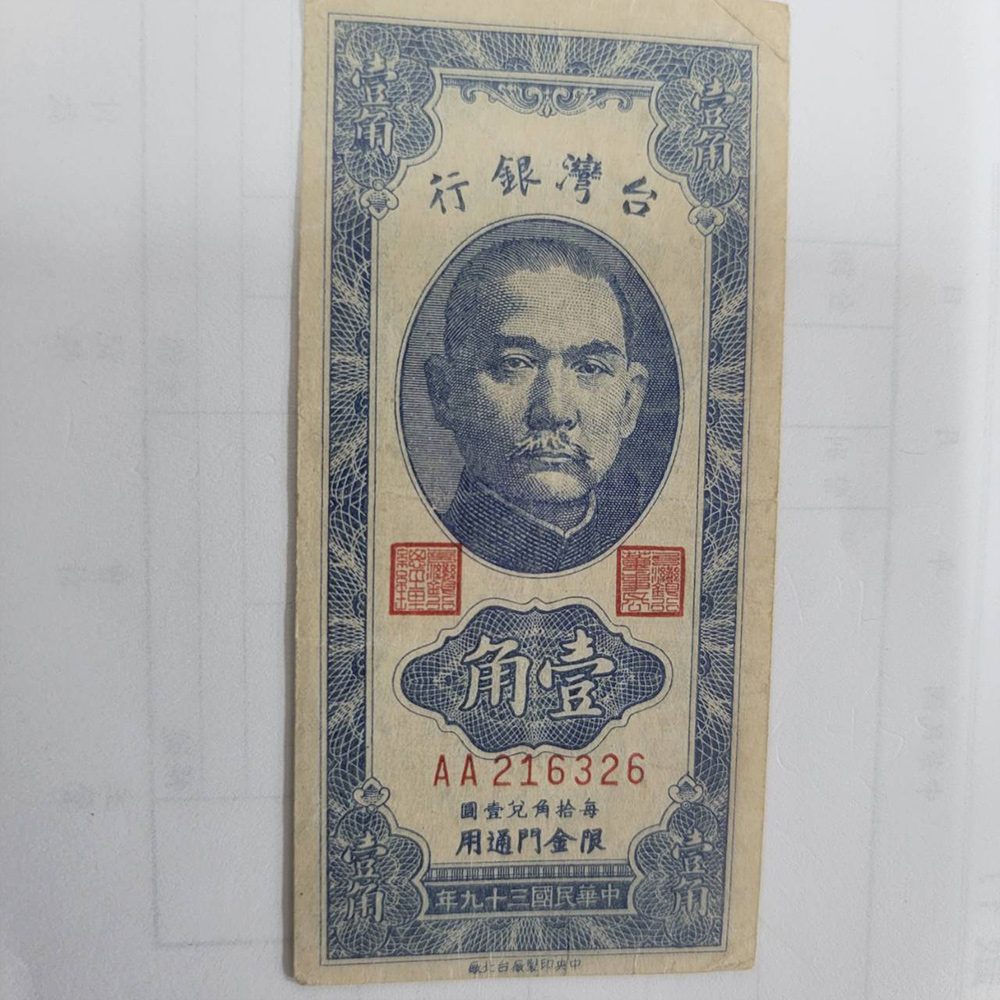 壹角
壹角
台灣銀行
壹角
AA216326
每拾角兌壹圓
限金門通用
壹角
壹角
中華民國三十九年
中央印製廠台北廠